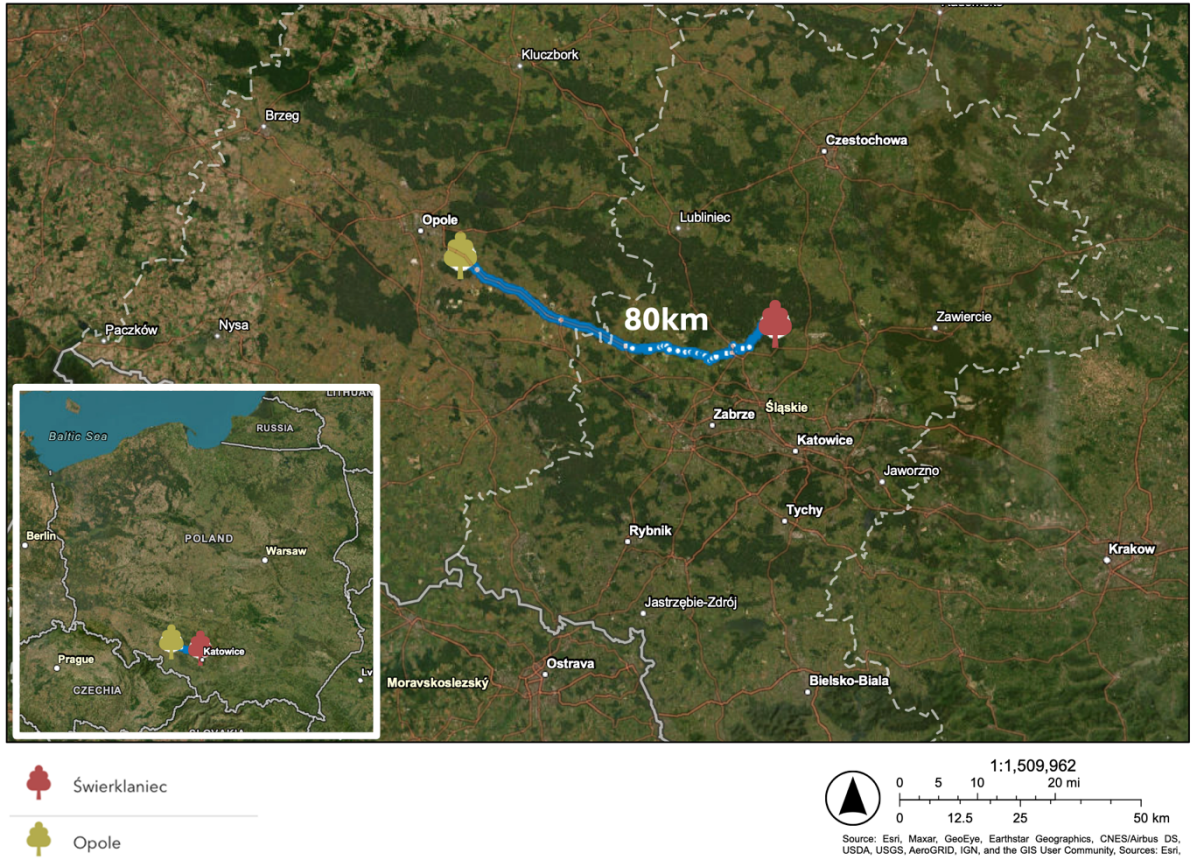 Kluczbork
Brzeg
Czestochowa
Opole
Lubliniec
80km
Zawiercie
Paczków
Nysa
Zabrze
Śląskie
Katowice
Jaworzno
Tychy
Rybnik
Krakow
Jastrzębie-Zdrój
Ostrava
Moravskoslezský
Bielsko-Biala
Baltic Sea
RUSSIA
Berlin
POLAND
Warsaw
Prague
Katowice
CZECHIA
Świerklaniec
Opole
1:1,509,962
0 5 10 20 mi
0 12.5 25 50 km
Source: Esri, Maxar, GeoEye, Earthstar Geographics, CNES/Airbus DS,
USDA, USGS, AeroGRID, IGN, and the GIS User Community, Sources: Esri,